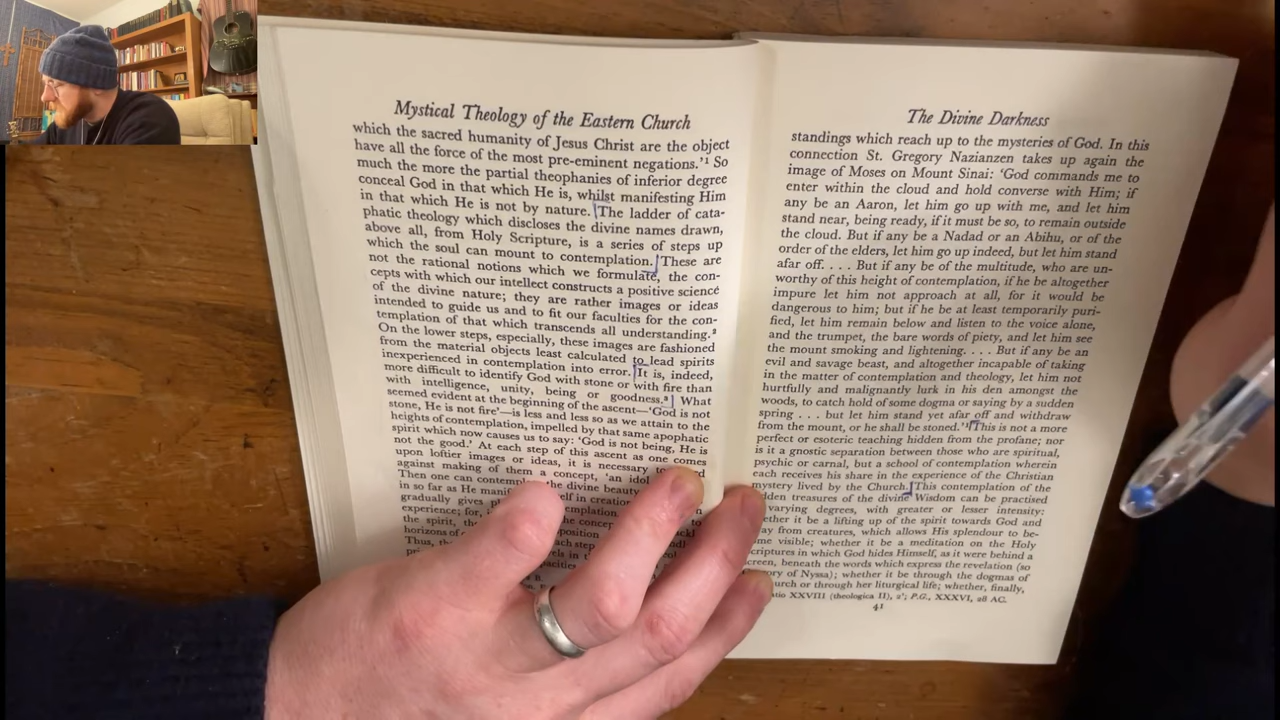 Mystical Theology of the Eastern Church
which the sacred humanity of Jesus Christ are the object
have all the force of the most pre-eminent negations.'¹ So
much the more the partial theophanies of inferior degree
conceal God in that which He is, whilst manifesting Him
in that which He is not by nature. The ladder of cata-
phatic theology which discloses the divine names drawn,
above all, from Holy Scripture, is a series of steps up
which the soul can mount to contemplation. These are
not the rational notions which we formulate, the con-
cepts with which our intellect constructs a positive science
of the divine nature; they are rather images or ideas
intended to guide us and to fit our faculties for the con-
templation of that which transcends all understanding.²
On the lower steps, especially, these images are fashioned
from the material objects least calculated to lead spirits
inexperienced in contemplation into error. It is, indeed,
more difficult to identify God with stone or with fire than
with intelligence, unity, being or goodness.³ What
seemed evident at the beginning of the ascent—'God is not
stone, He is not fire'—is less and less so as we attain to the
heights of contemplation, impelled by that same apophatic
spirit which now causes us to say: 'God is not being, He is
not the good.' At each step of this ascent as one comes
upon loftier images or ideas, it is necessary to
against making of them a concept, 'an idol
Then one can the divine beauty
in so far as He in creation
gradually gives
experience; for,
the spirit, the concep
horizons of each step
Thus,
The Divine Darkness
standings which reach up to the mysteries of God. In this
connection St. Gregory Nazianzen takes up again the
image of Moses on Mount Sinai: 'God commands me to
enter within the cloud and hold converse with Him; if
any be an Aaron, let him go up with me, and let him
stand near, being ready, if it must be so, to remain outside
the cloud. But if any be a Nadad or an Abihu, or of the
order of the elders, let him go up indeed, but let him stand
afar off. . . . But if any be of the multitude, who are un-
worthy of this height of contemplation, if he be altogether
impure let him not approach at all, for it would be
dangerous to him; but if he be at least temporarily puri-
fied, let him remain below and listen to the voice alone,
and the trumpet, the bare words of piety, and let him see
the mount smoking and lightening. . . . But if any be an
evil and savage beast, and altogether incapable of taking
in the matter of contemplation and theology, let him not
hurtfully and malignantly lurk in his den amongst the
woods, to catch hold of some dogma or saying by a sudden
spring . . . but let him stand yet afar off and withdraw
from the mount, or he shall be stoned.'¹ This is not a more
perfect or esoteric teaching hidden from the profane; nor
is it a gnostic separation between those who are spiritual,
psychic or carnal, but a school of contemplation wherein
each receives his share in the experience of the Christian
mystery lived by the Church. This contemplation of the
dden treasures of the divine Wisdom can be practised
varying degrees, with greater or lesser intensity:
ether it be a lifting up of the spirit towards God and
ay from creatures, which allows His splendour to be-
me visible; whether it be a meditation on the Holy
criptures in which God hides Himself, as it were behind a
creen, beneath the words which express the revelation (so
ory of Nyssa); whether it be through the dogmas of
urch or through her liturgical life; whether, finally,
tio XXVIII (theologica II), 2'; P.G., XXXVI, 28 AC.
41